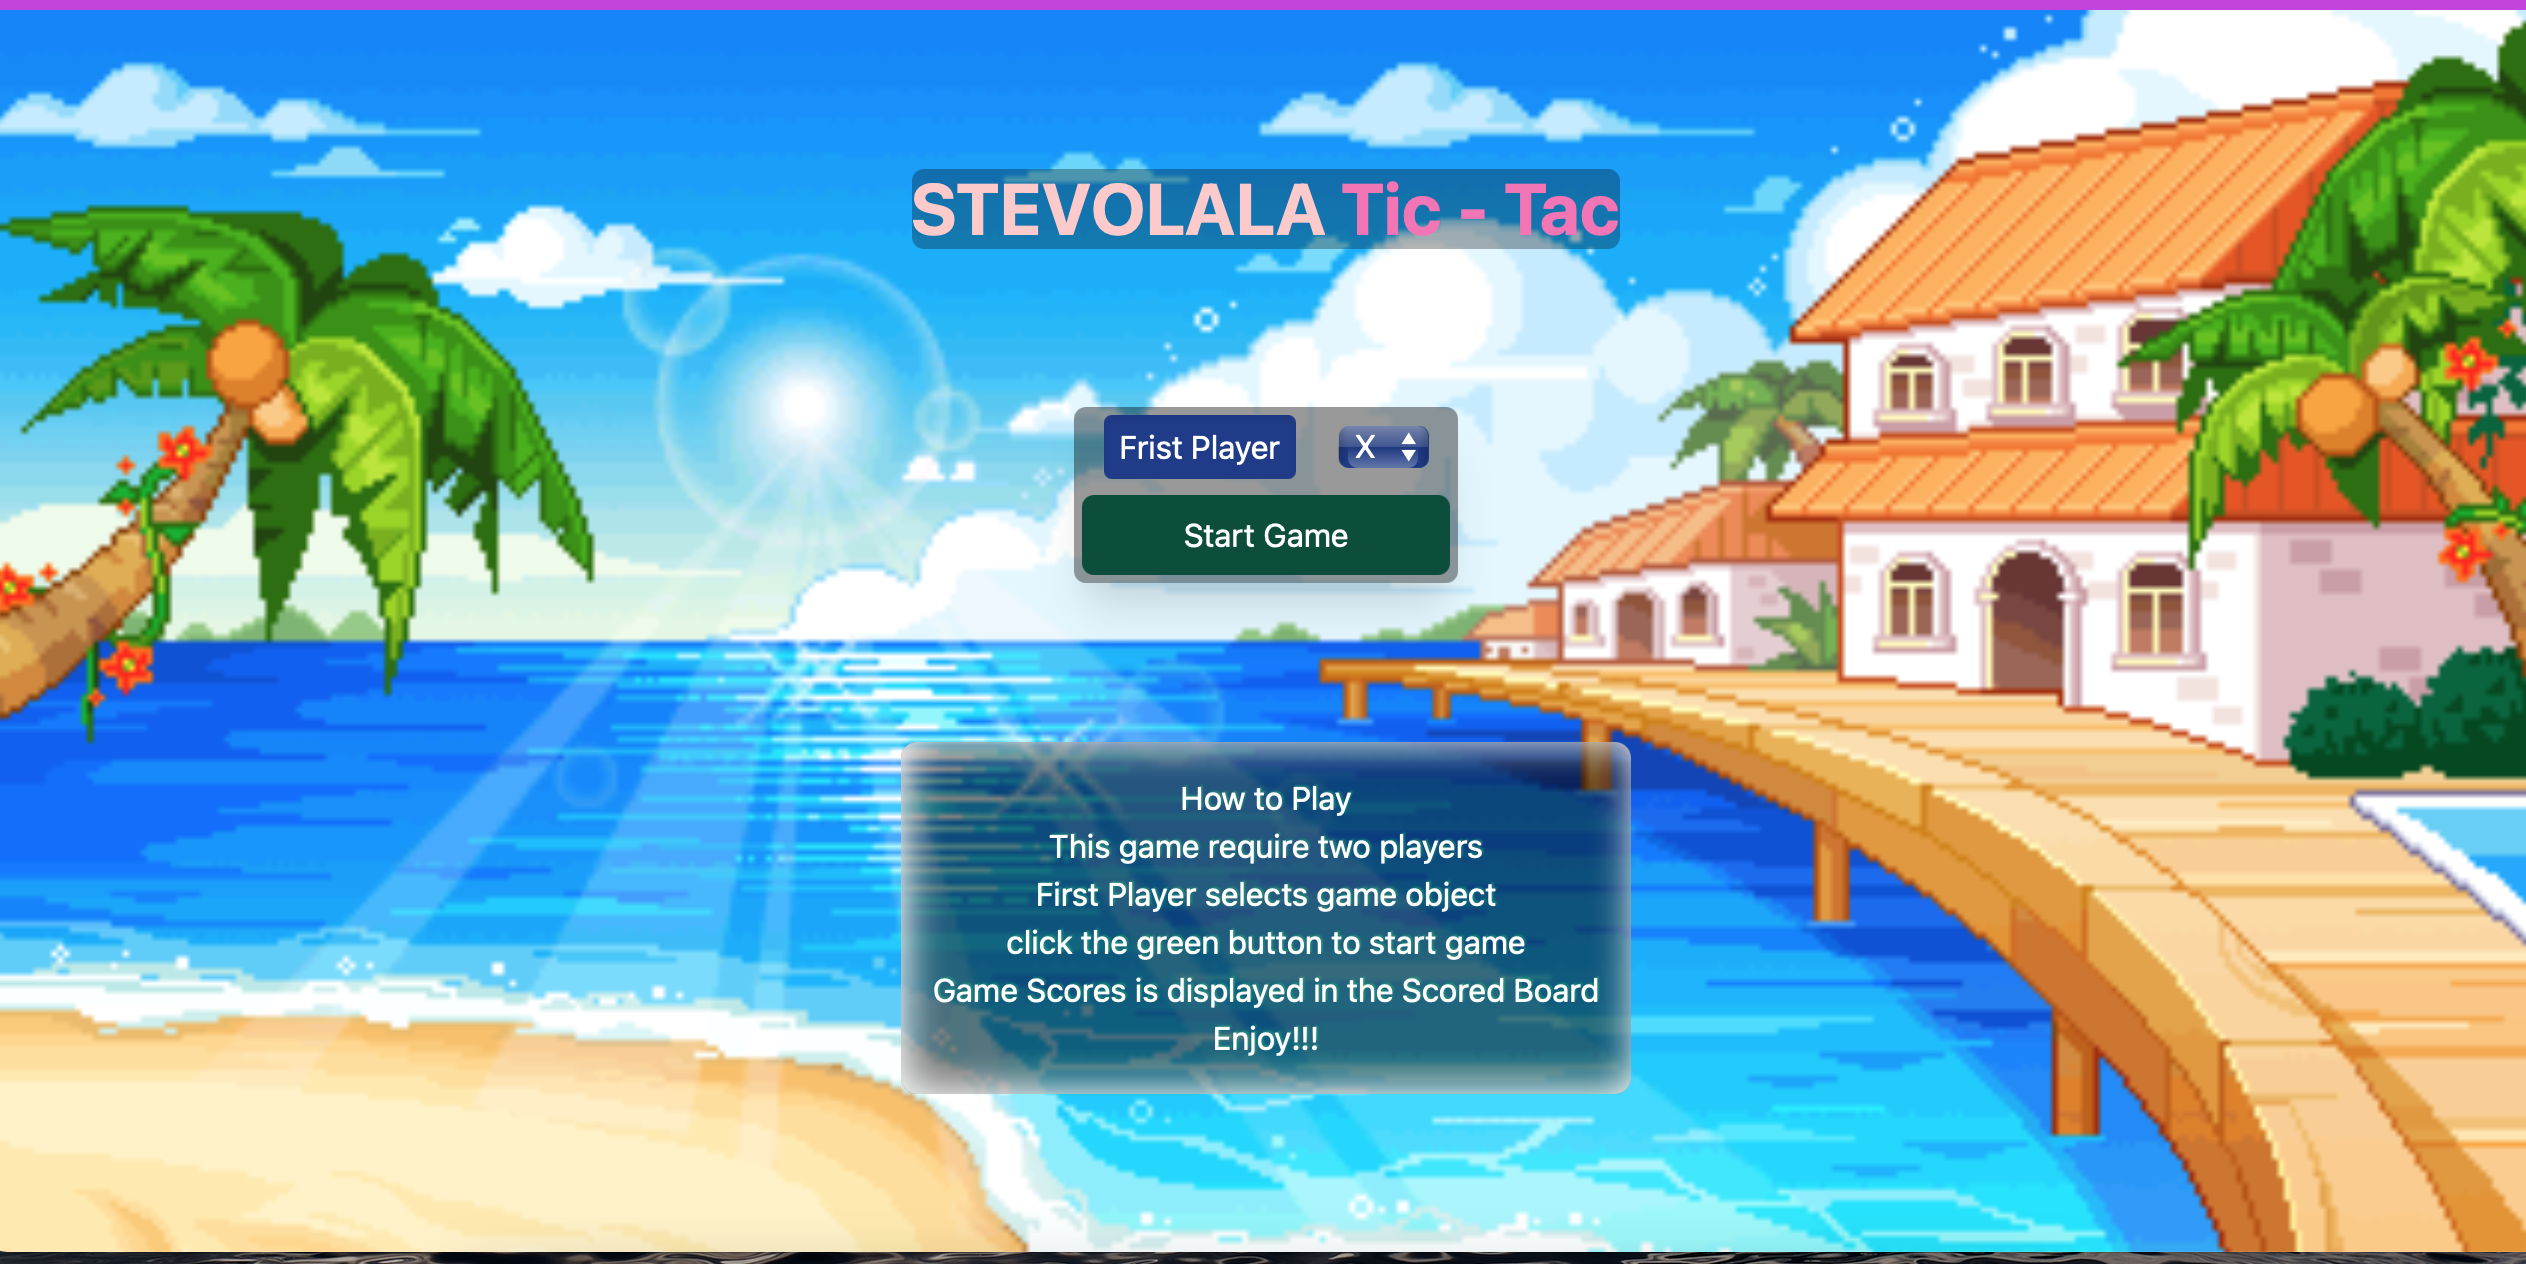 STEVOLALA Tic - Tac
Frist Player X
Start Game
How to Play
This game require two players
First Player selects game object
click the green button to start game
Game Scores is displayed in the Scored Board
Enjoy!!!